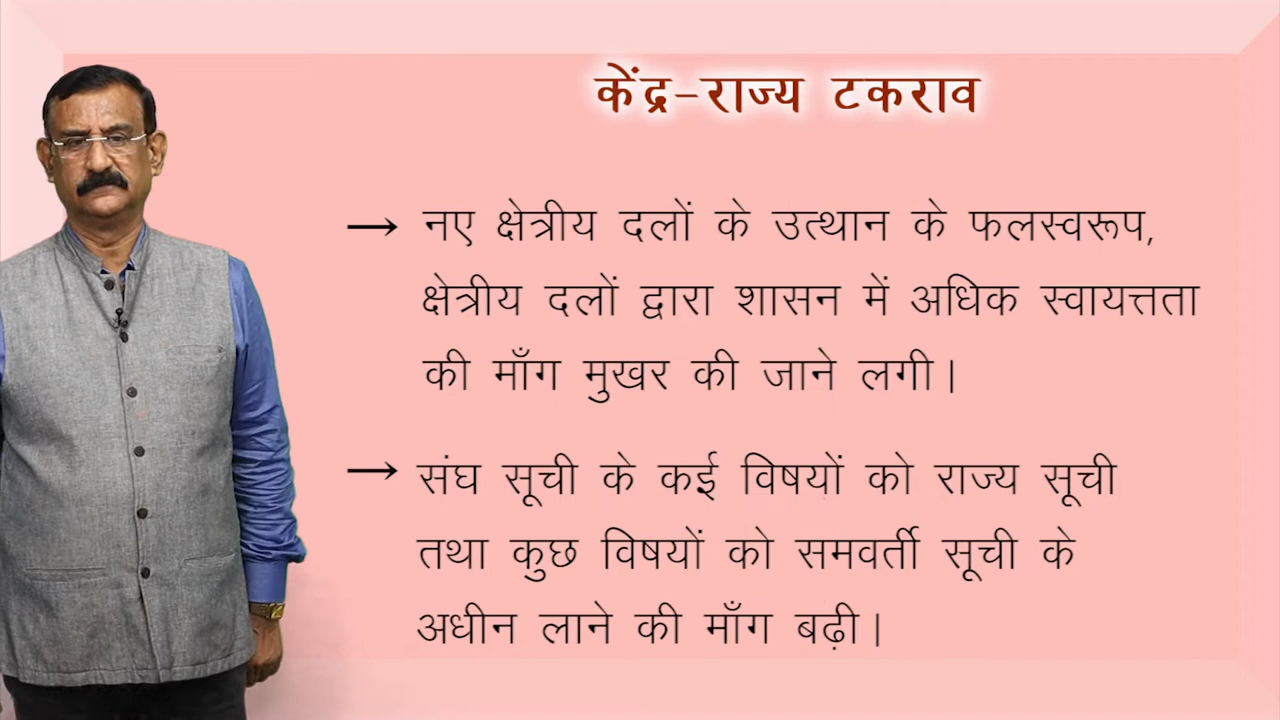 केंद्र-राज्य टकराव
→ नए क्षेत्रीय दलों के उत्थान के फलस्वरूप,
क्षेत्रीय दलों द्वारा शासन में अधिक स्वायत्तता
की माँग मुखर की जाने लगी।
→ संघ सूची के कई विषयों को राज्य सूची
तथा कुछ विषयों को समवर्ती सूची के
अधीन लाने की माँग बढ़ी।